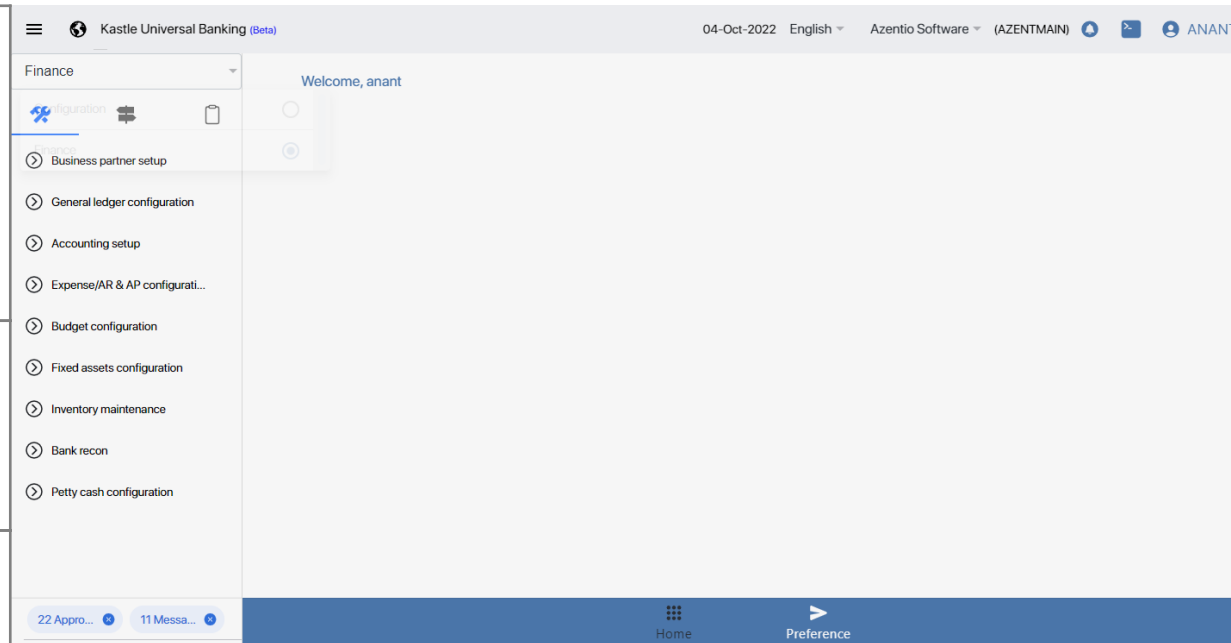 Kastle Universal Banking (Beta)
04-Oct-2022 English Azentio Software (AZENTMAIN) ANANT
Finance
Welcome, anant
Configuration
Finance
Business partner setup
General ledger configuration
Accounting setup
Expense/AR & AP configurati...
Budget configuration
Fixed assets configuration
Inventory maintenance
Bank recon
Petty cash configuration
22 Appro... 11 Messa...
Home Preference